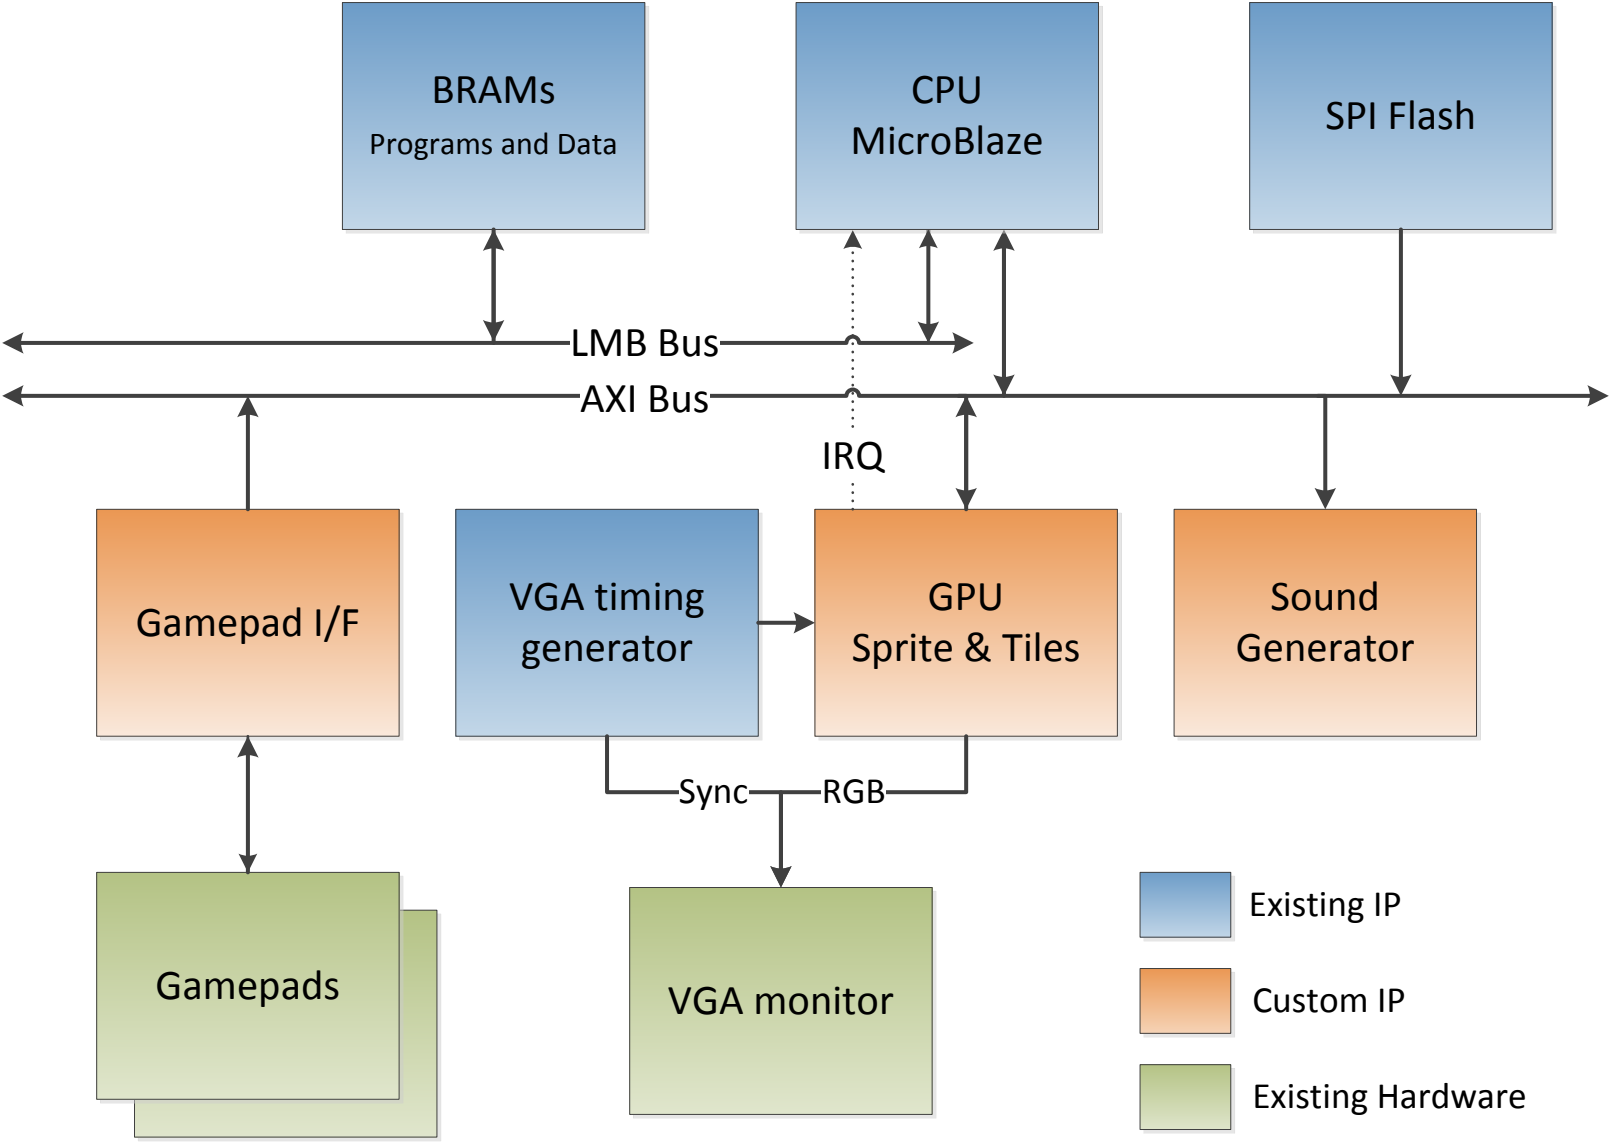 BRAMs
Programs and Data
CPU
MicroBlaze
SPI Flash
LMB Bus
AXI Bus
IRQ
Gamepad I/F
VGA timing
generator
GPU
Sprite & Tiles
Sound
Generator
Sync
RGB
Gamepads
VGA monitor
Existing IP
Custom IP
Existing Hardware